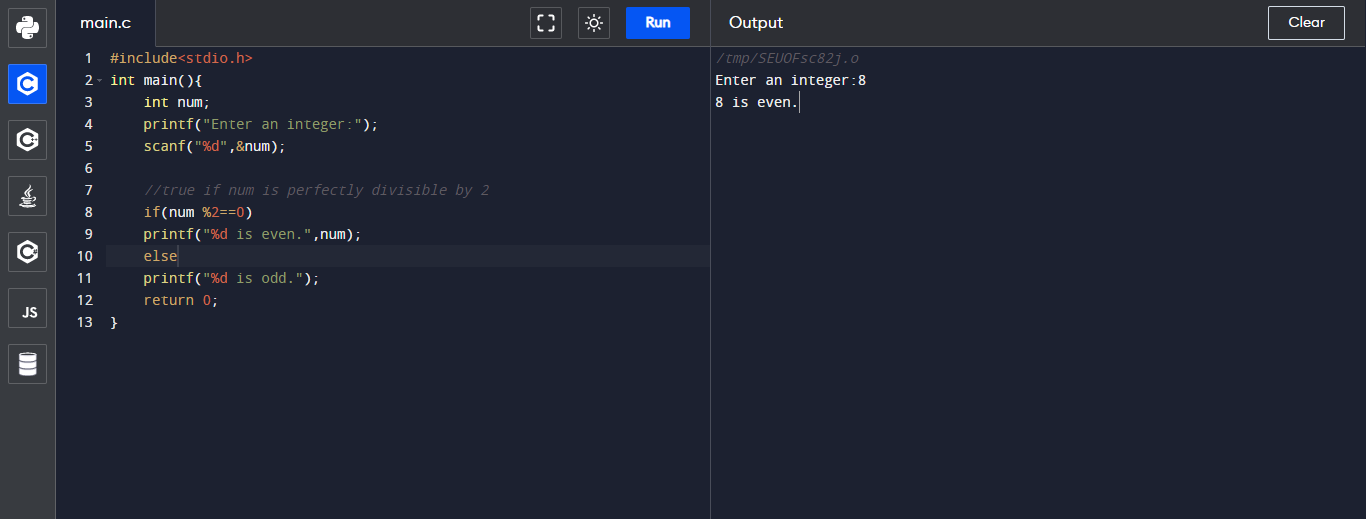 main.c
Run
Output
Clear
1 #include<stdio.h>
2 int main(){
3 int num;
4 printf("Enter an integer:");
5 scanf("%d",&num);
6
7 //true if num is perfectly divisible by 2
8 if(num %2==0)
9 printf("%d is even.",num);
10 else
11 printf("%d is odd.");
12 return 0;
13 }
/tmp/SEUOFsc82j.o
Enter an integer:8
8 is even.
C
C++
C#
JS